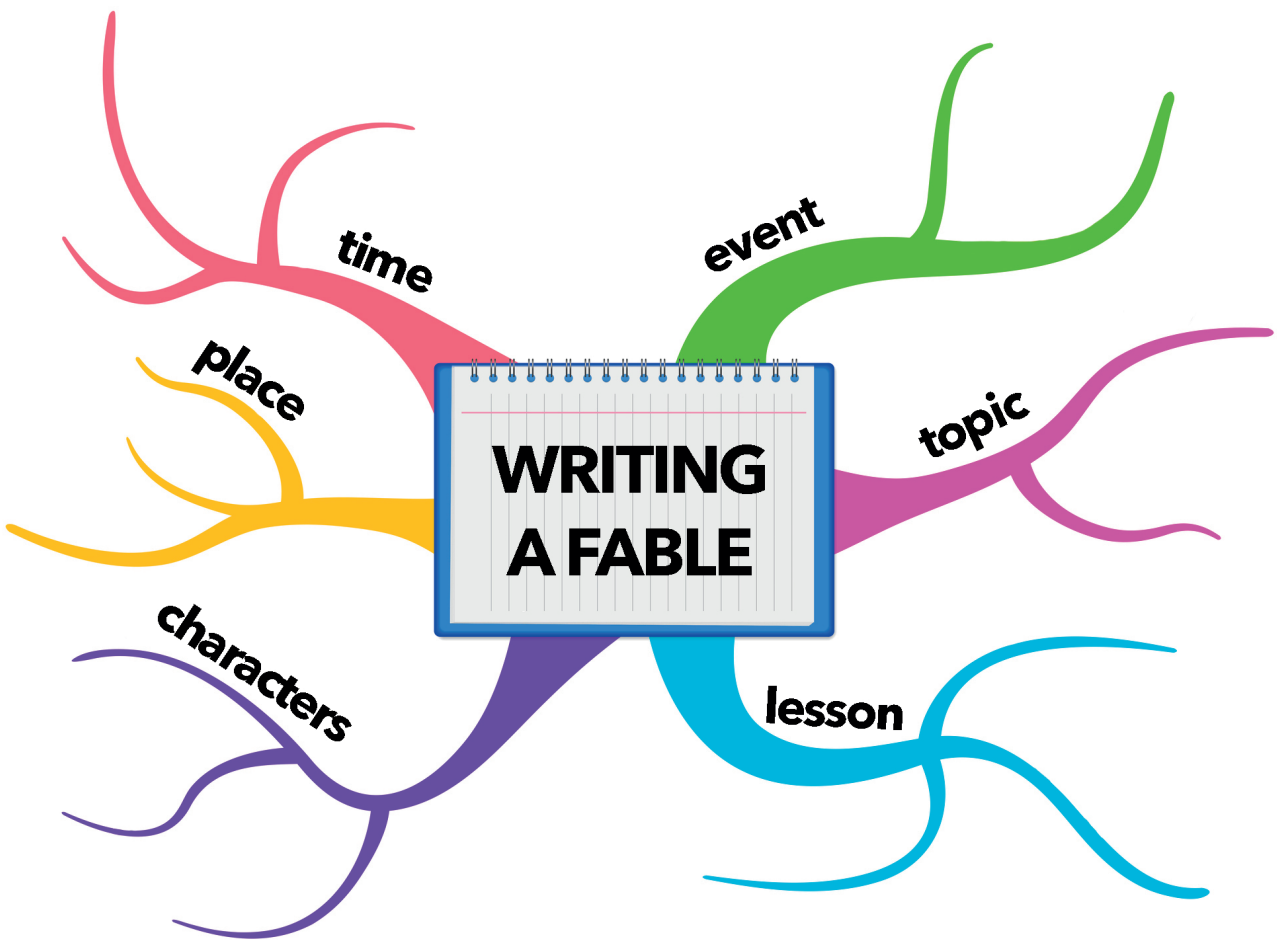 WRITING
A FABLE
time
place
characters
event
topic
lesson